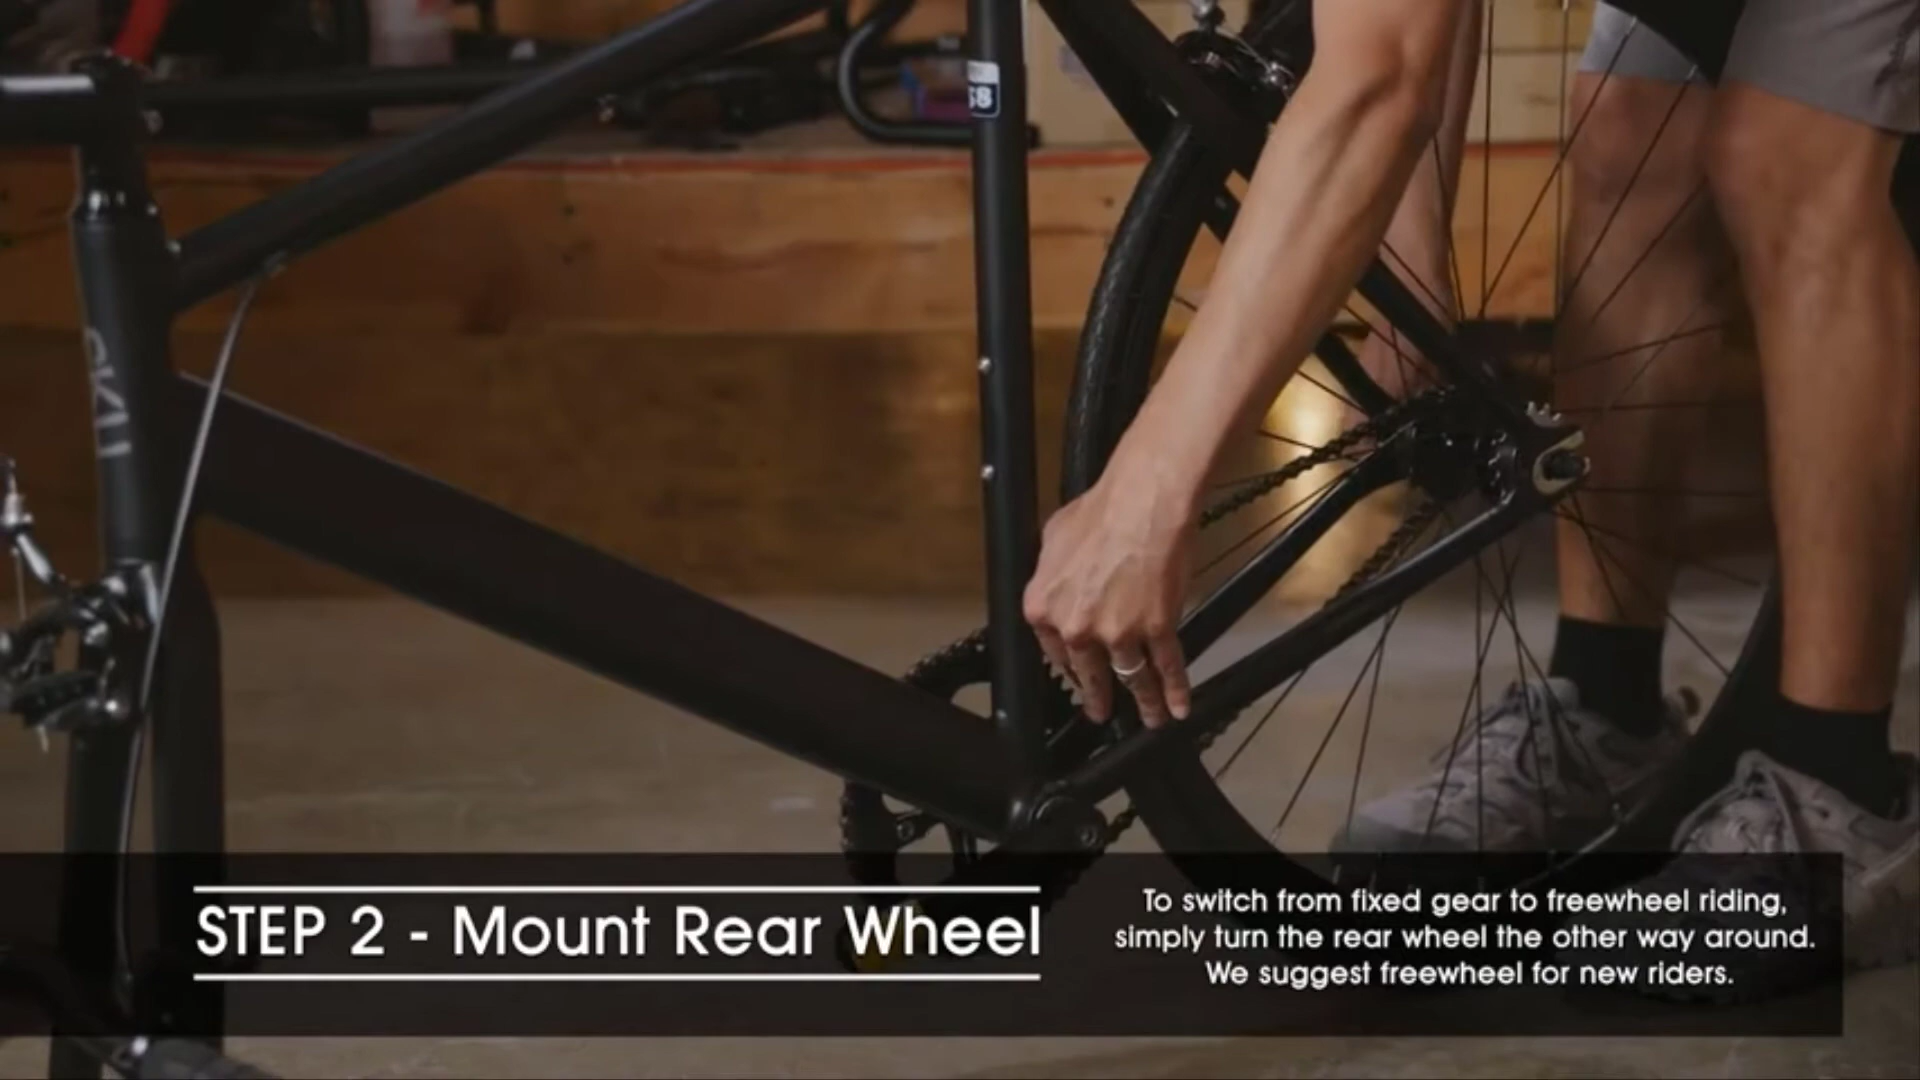 58
STEP 2 - Mount Rear Wheel
To switch from fixed gear to freewheel riding,
simply turn the rear wheel the other way around.
We suggest freewheel for new riders.